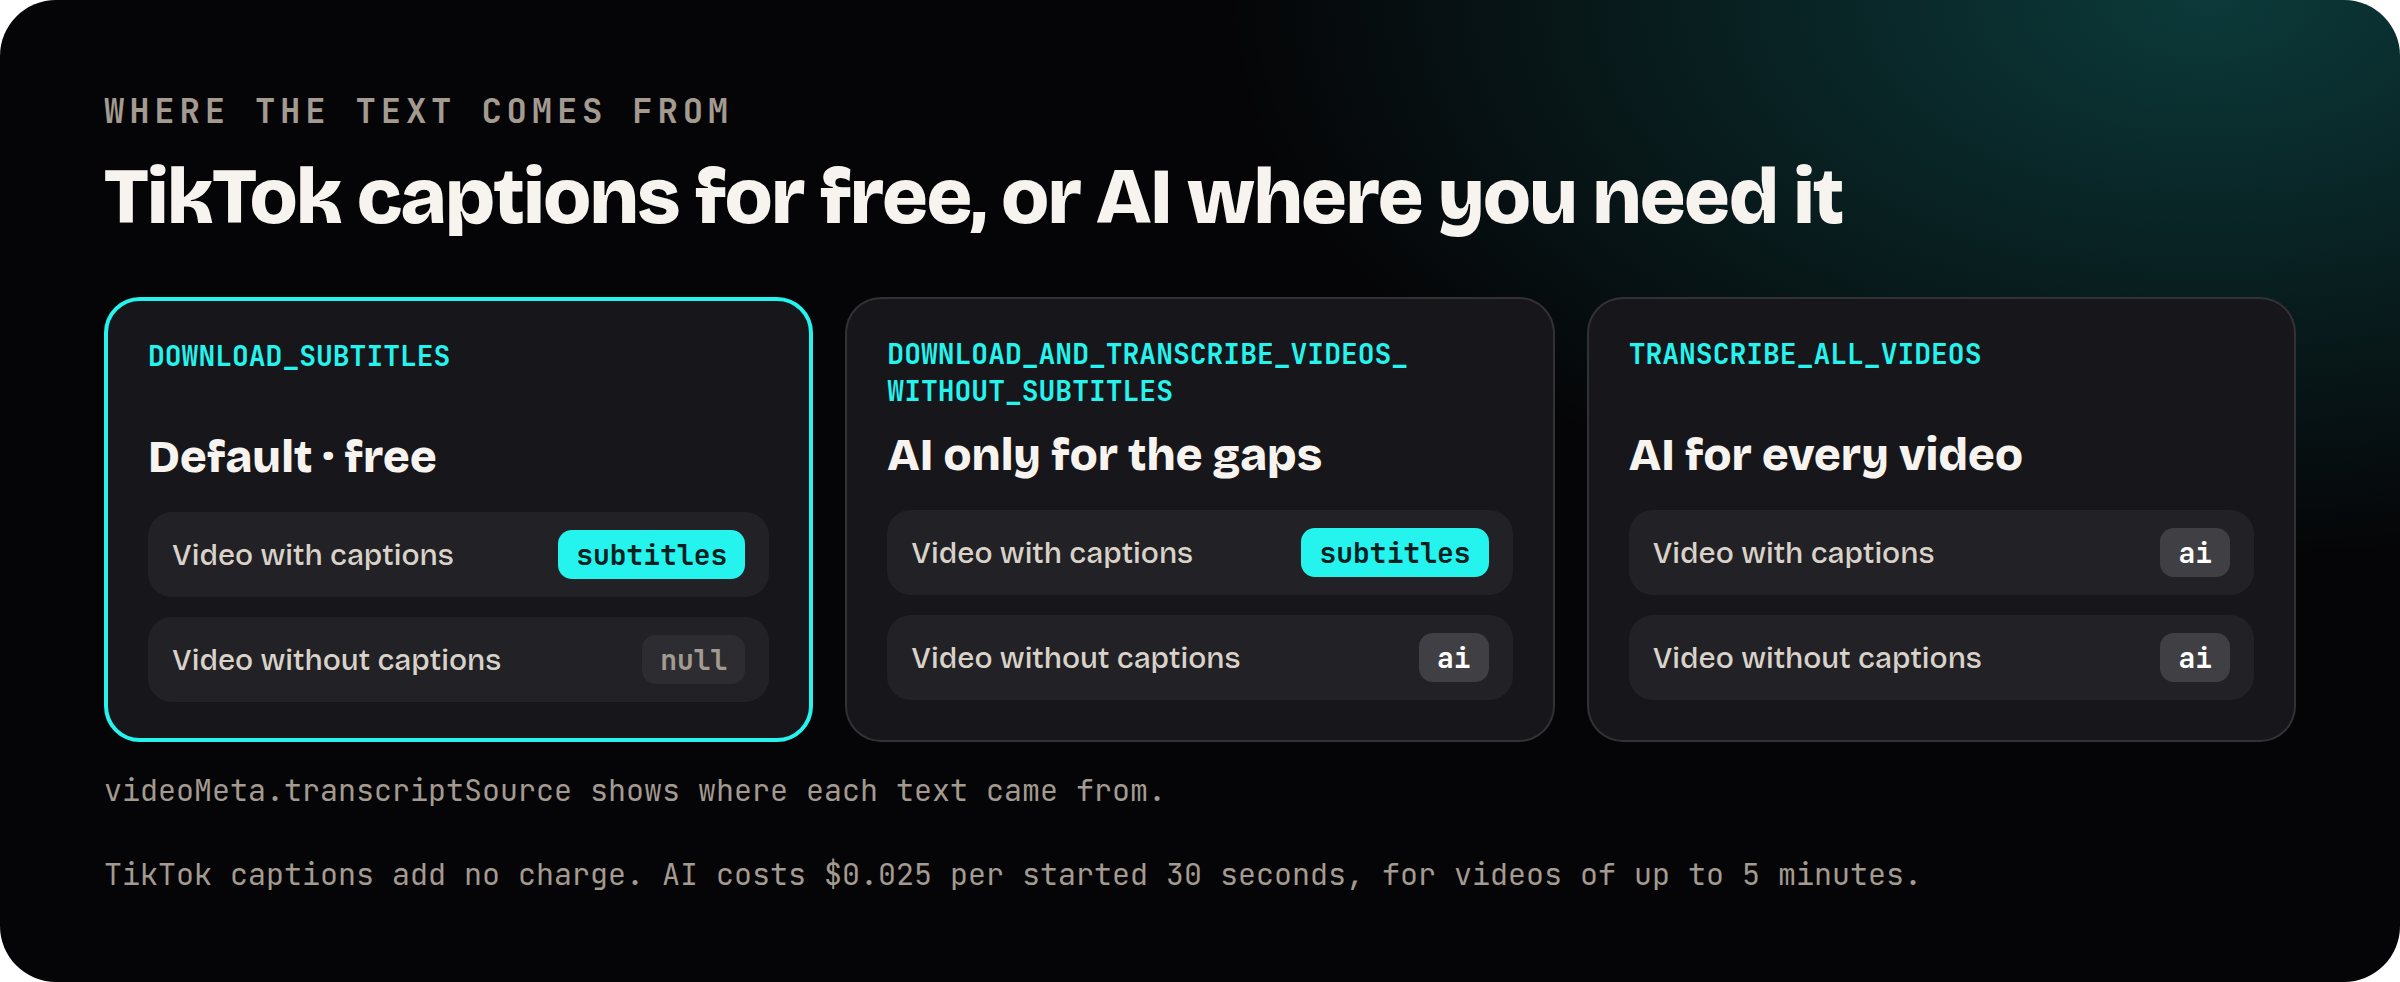 WHERE THE TEXT COMES FROM
TikTok captions for free, or AI where you need it
DOWNLOAD_SUBTITLES
Default · free
Video with captions subtitles
Video without captions null
DOWNLOAD_AND_TRANSCRIBE_VIDEOS_
WITHOUT_SUBTITLES
AI only for the gaps
Video with captions subtitles
Video without captions ai
TRANSCRIBE_ALL_VIDEOS
AI for every video
Video with captions ai
Video without captions ai
videoMeta.transcriptSource shows where each text came from.
TikTok captions add no charge. AI costs $0.025 per started 30 seconds, for videos of up to 5 minutes.